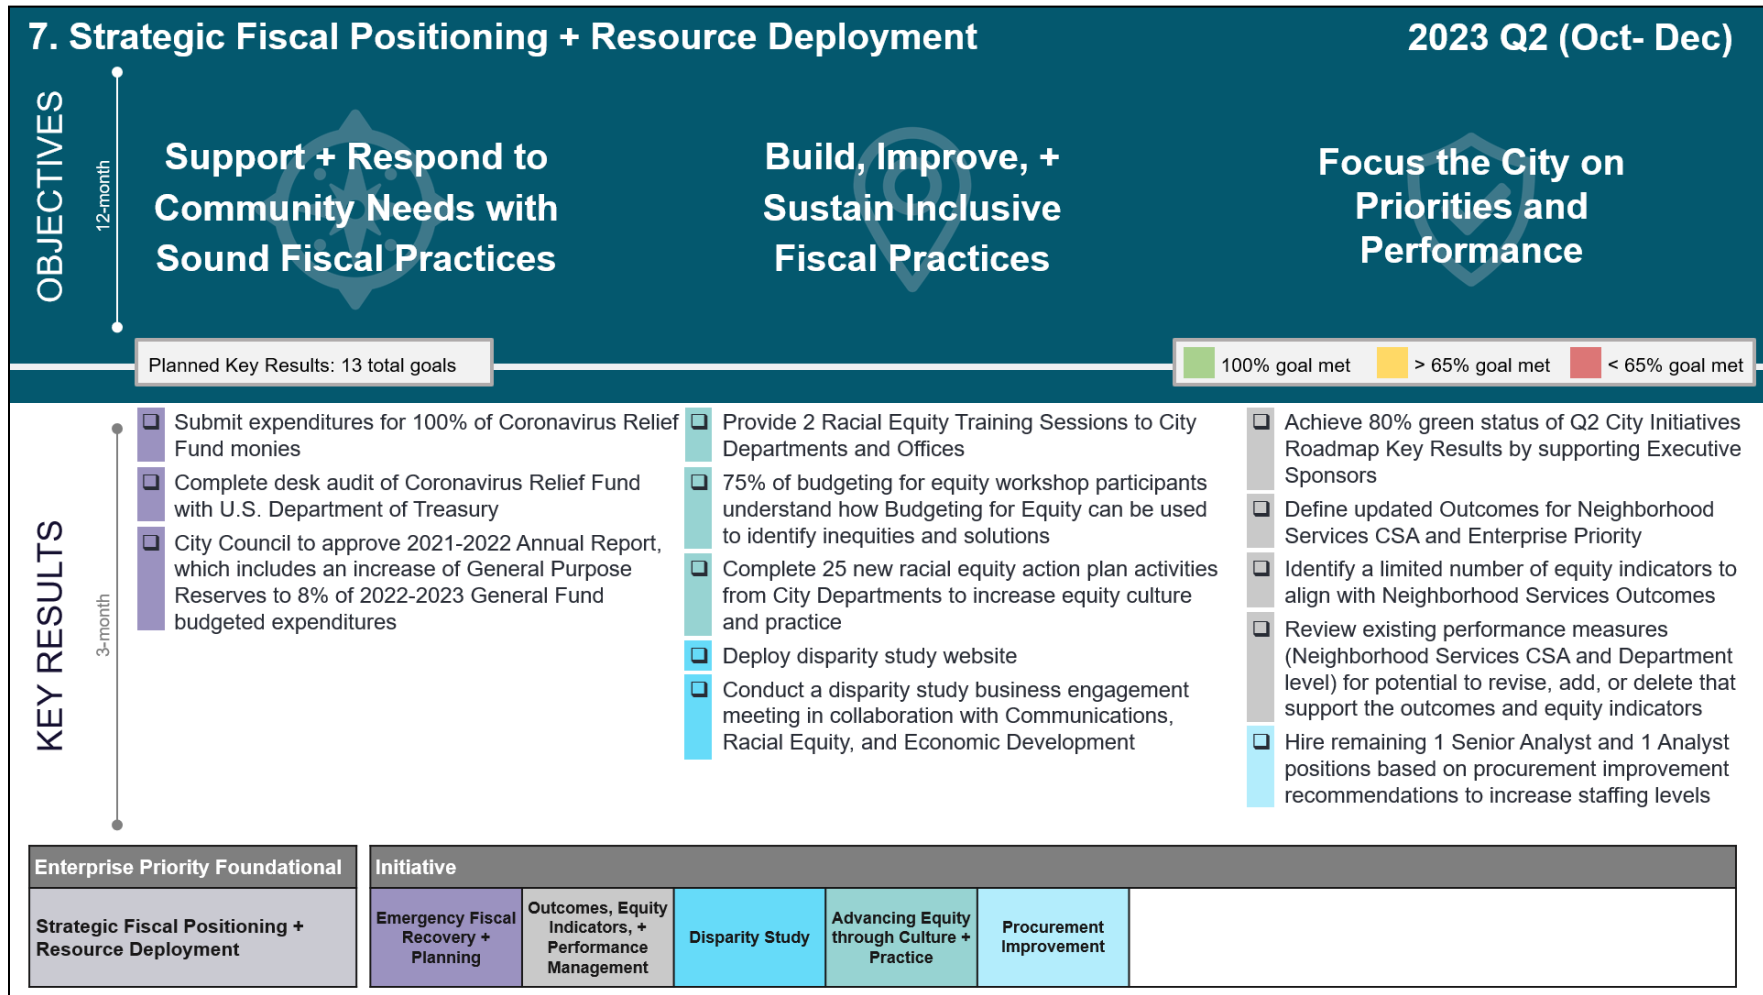 7. Strategic Fiscal Positioning + Resource Deployment
2023 Q2 (Oct- Dec)
OBJECTIVES
12-month
Support + Respond to
Community Needs with
Sound Fiscal Practices
Build, Improve, +
Sustain Inclusive
Fiscal Practices
Focus the City on
Priorities and
Performance
Planned Key Results: 13 total goals
100% goal met
> 65% goal met
< 65% goal met
KEY RESULTS
3-month
Submit expenditures for 100% of Coronavirus Relief
Fund monies
Complete desk audit of Coronavirus Relief Fund
with U.S. Department of Treasury
City Council to approve 2021-2022 Annual Report,
which includes an increase of General Purpose
Reserves to 8% of 2022-2023 General Fund
budgeted expenditures
Provide 2 Racial Equity Training Sessions to City
Departments and Offices
75% of budgeting for equity workshop participants
understand how Budgeting for Equity can be used
to identify inequities and solutions
Complete 25 new racial equity action plan activities
from City Departments to increase equity culture
and practice
Deploy disparity study website
Conduct a disparity study business engagement
meeting in collaboration with Communications,
Racial Equity, and Economic Development
Achieve 80% green status of Q2 City Initiatives
Roadmap Key Results by supporting Executive
Sponsors
Define updated Outcomes for Neighborhood
Services CSA and Enterprise Priority
Identify a limited number of equity indicators to
align with Neighborhood Services Outcomes
Review existing performance measures
(Neighborhood Services CSA and Department
level) for potential to revise, add, or delete that
support the outcomes and equity indicators
Hire remaining 1 Senior Analyst and 1 Analyst
positions based on procurement improvement
recommendations to increase staffing levels
Enterprise Priority Foundational
Strategic Fiscal Positioning +
Resource Deployment
Initiative
Emergency Fiscal
Recovery +
Planning
Outcomes, Equity
Indicators, +
Performance
Management
Disparity Study
Advancing Equity
through Culture +
Practice
Procurement
Improvement